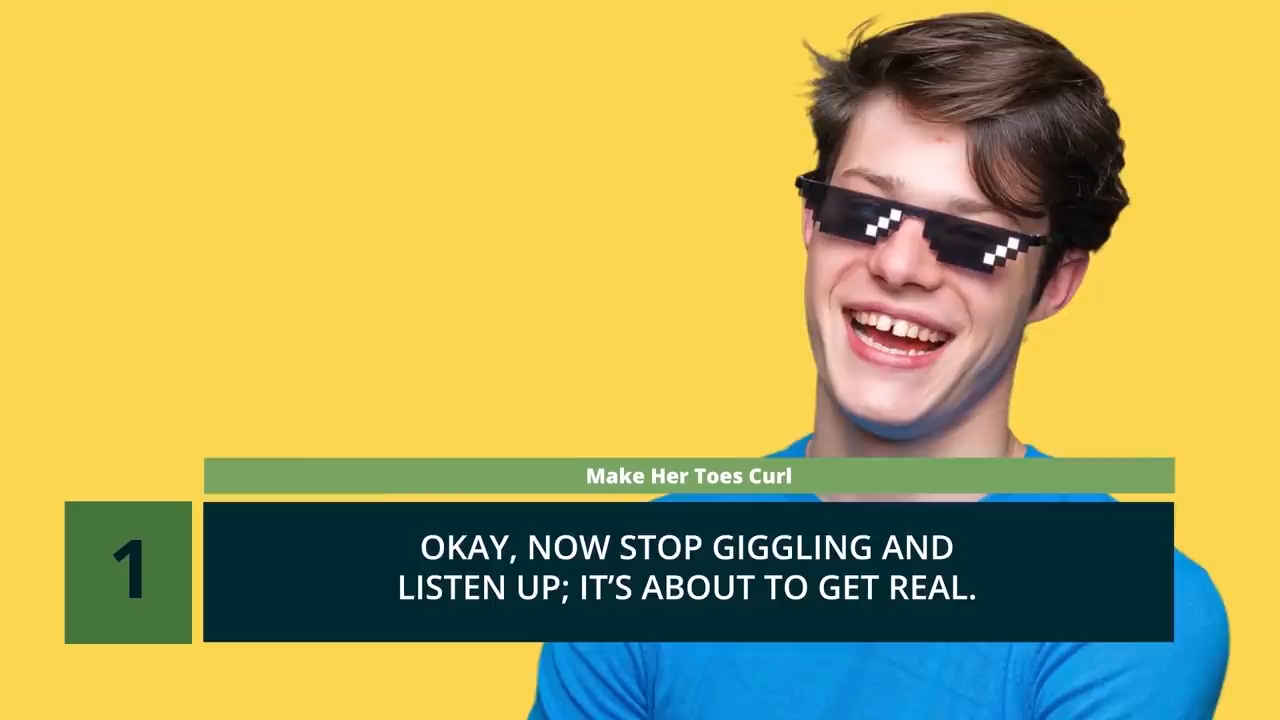 Make Her Toes Curl
1
OKAY, NOW STOP GIGGLING AND
LISTEN UP; IT’S ABOUT TO GET REAL.